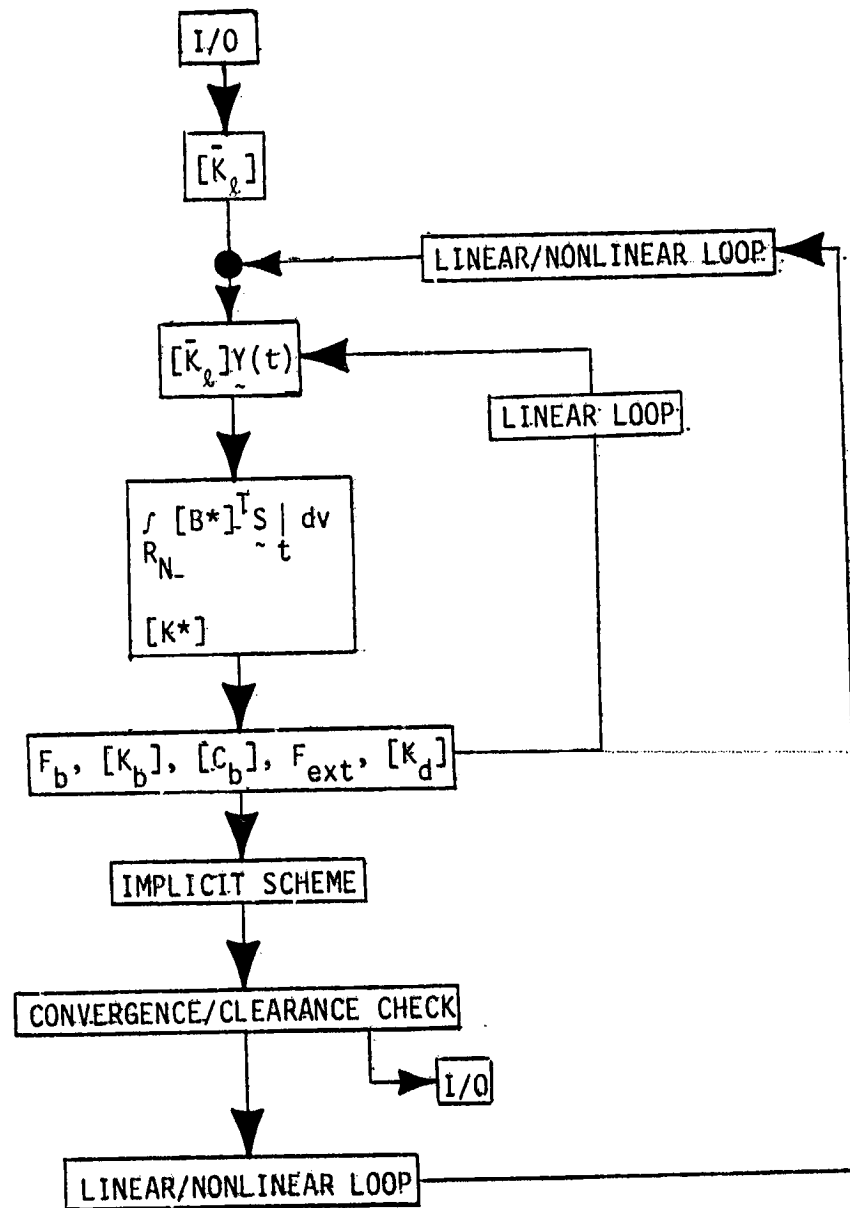 I/O
[K̄ℓ]
LINEAR/NONLINEAR LOOP
[K̄ℓ]Y̰(t)
LINEAR LOOP
∫ [B*]ᵀ S̰ | dv
R_N t
[K*]
F_b, [K_b], [C_b], F_ext, [K_d]
IMPLICIT SCHEME
CONVERGENCE/CLEARANCE CHECK
I/O
LINEAR/NONLINEAR LOOP